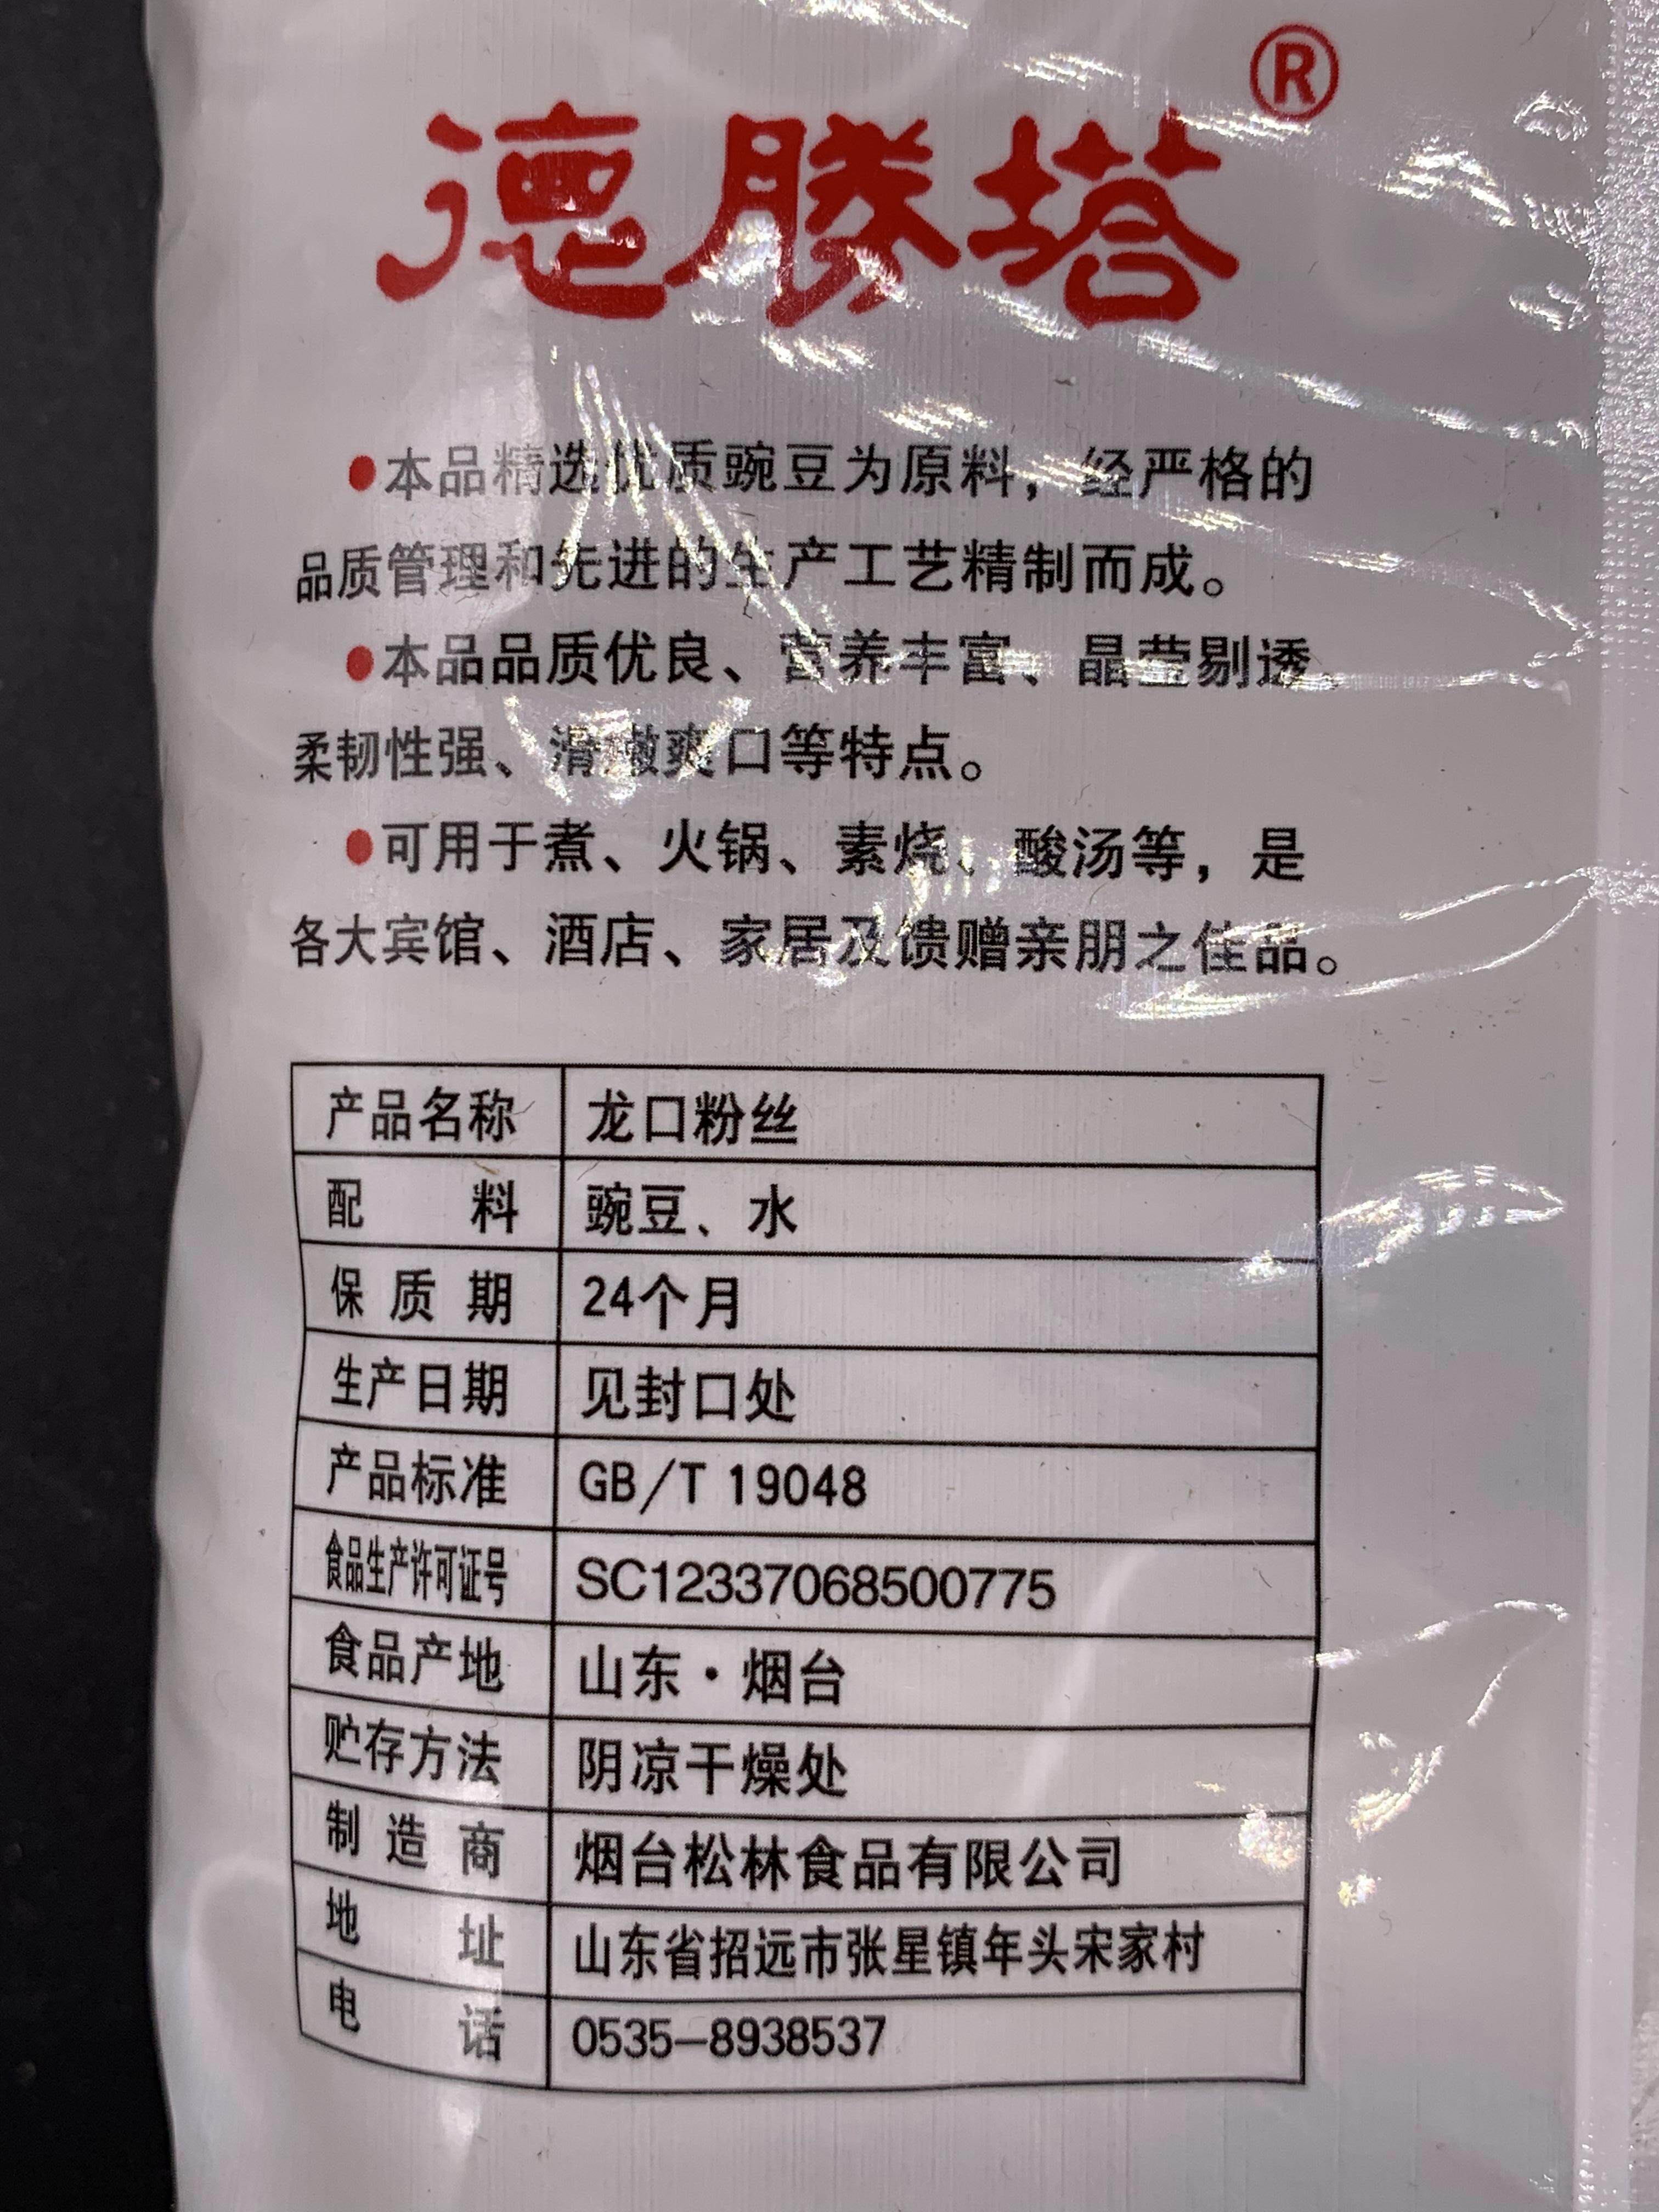 德胜塔®
●本品精选优质豌豆为原料，经严格的
品质管理和先进的生产工艺精制而成。
●本品品质优良、营养丰富、晶莹剔透、
柔韧性强、滑嫩爽口等特点。
●可用于煮、火锅、素烧、酸汤等，是
各大宾馆、酒店、家居及馈赠亲朋之佳品。
产品名称 龙口粉丝
配料 豌豆、水
保质期 24个月
生产日期 见封口处
产品标准 GB/T 19048
食品生产许可证号 SC12337068500775
食品产地 山东·烟台
贮存方法 阴凉干燥处
制造商 烟台松林食品有限公司
地址 山东省招远市张星镇年头宋家村
电话 0535-8938537